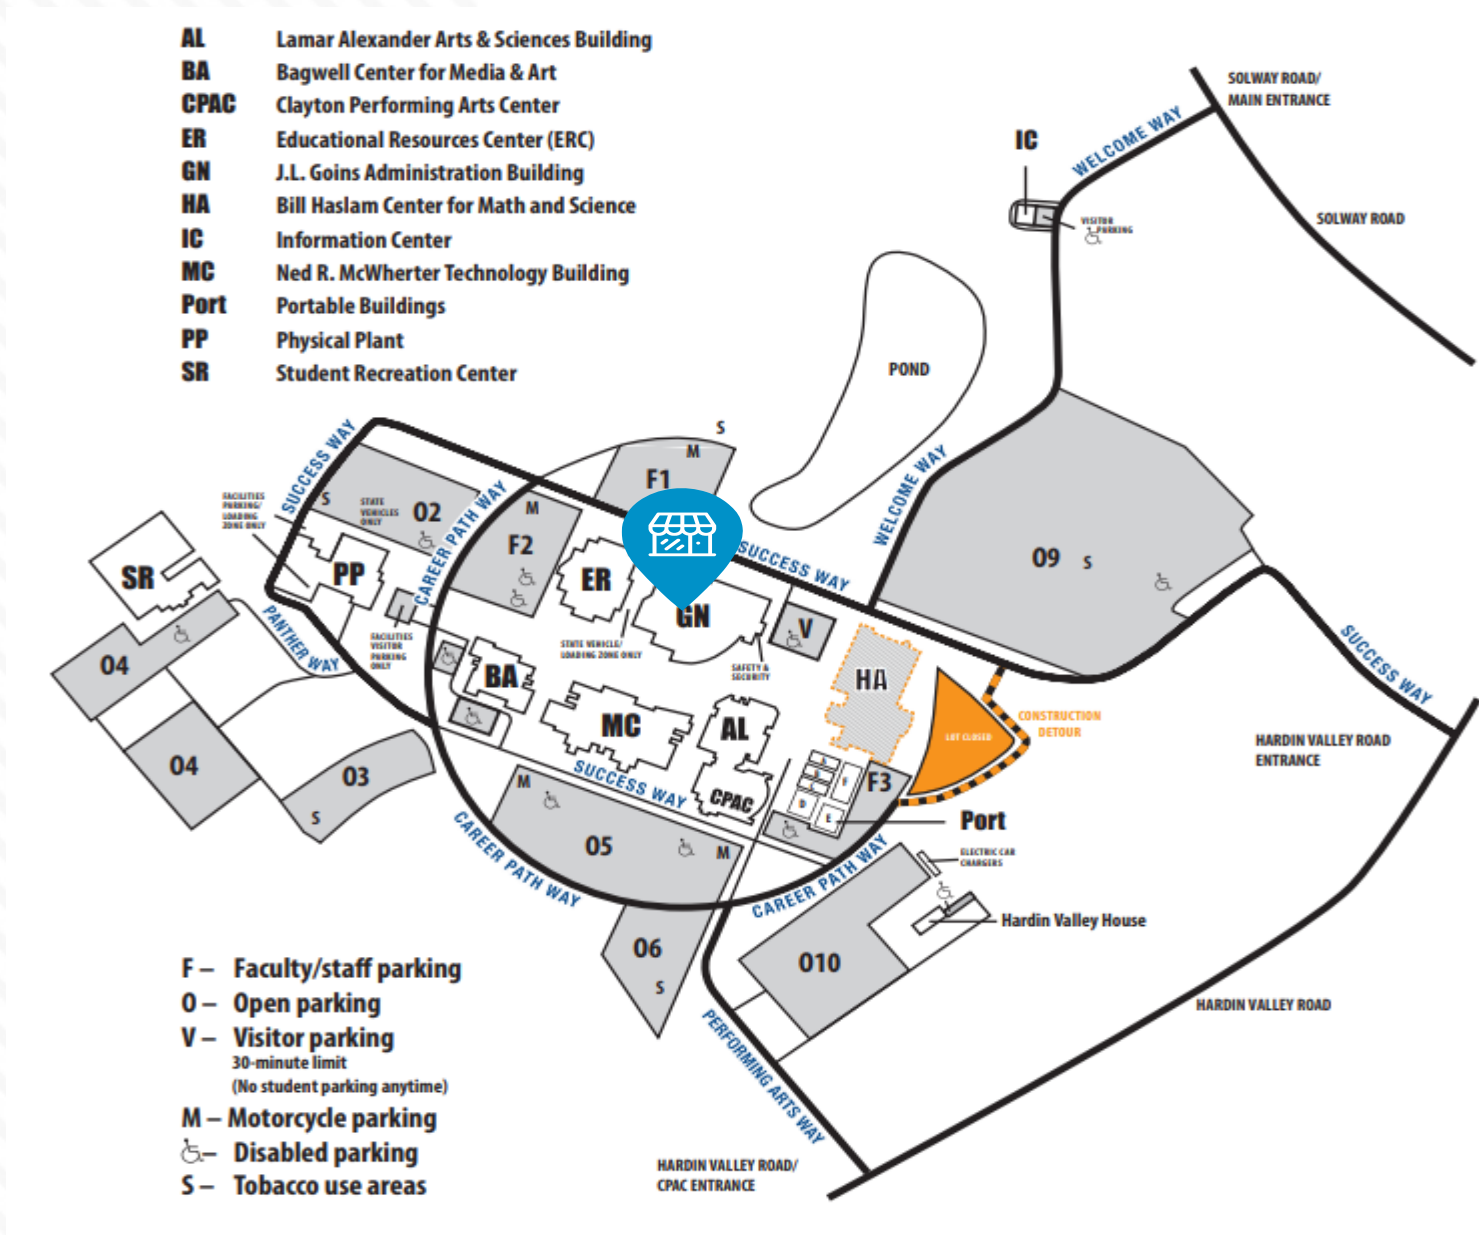 AL Lamar Alexander Arts & Sciences Building
BA Bagwell Center for Media & Art
CPAC Clayton Performing Arts Center
ER Educational Resources Center (ERC)
GN J.L. Goins Administration Building
HA Bill Haslam Center for Math and Science
IC Information Center
MC Ned R. McWherter Technology Building
Port Portable Buildings
PP Physical Plant
SR Student Recreation Center
SOLWAY ROAD/
MAIN ENTRANCE
WELCOME WAY
IC
VISITOR
PARKING
SOLWAY ROAD
POND
WELCOME WAY
S
M
F1
SUCCESS WAY
S
STATE
VEHICLES
ONLY
O2
CAREER PATH WAY
M
F2
FACILITIES
PARKING/
LOADING
ZONE ONLY
SR
PP
ER
GN
SUCCESS WAY
O9
S
V
FACILITIES
VISITOR
PARKING
ONLY
STATE VEHICLE/
LOADING ZONE ONLY
SAFETY &
SECURITY
PANTHER WAY
O4
BA
HA
SUCCESS WAY
MC
AL
LOT CLOSED
CONSTRUCTION
DETOUR
HARDIN VALLEY ROAD
ENTRANCE
O4
O3
S
SUCCESS WAY
CPAC
F
D
E
F3
Port
M
O5
M
ELECTRIC CAR
CHARGERS
CAREER PATH WAY
CAREER PATH WAY
Hardin Valley House
O6
S
O10
HARDIN VALLEY ROAD
PERFORMING ARTS WAY
HARDIN VALLEY ROAD/
CPAC ENTRANCE
F – Faculty/staff parking
O – Open parking
V – Visitor parking
30-minute limit
(No student parking anytime)
M – Motorcycle parking
– Disabled parking
S – Tobacco use areas